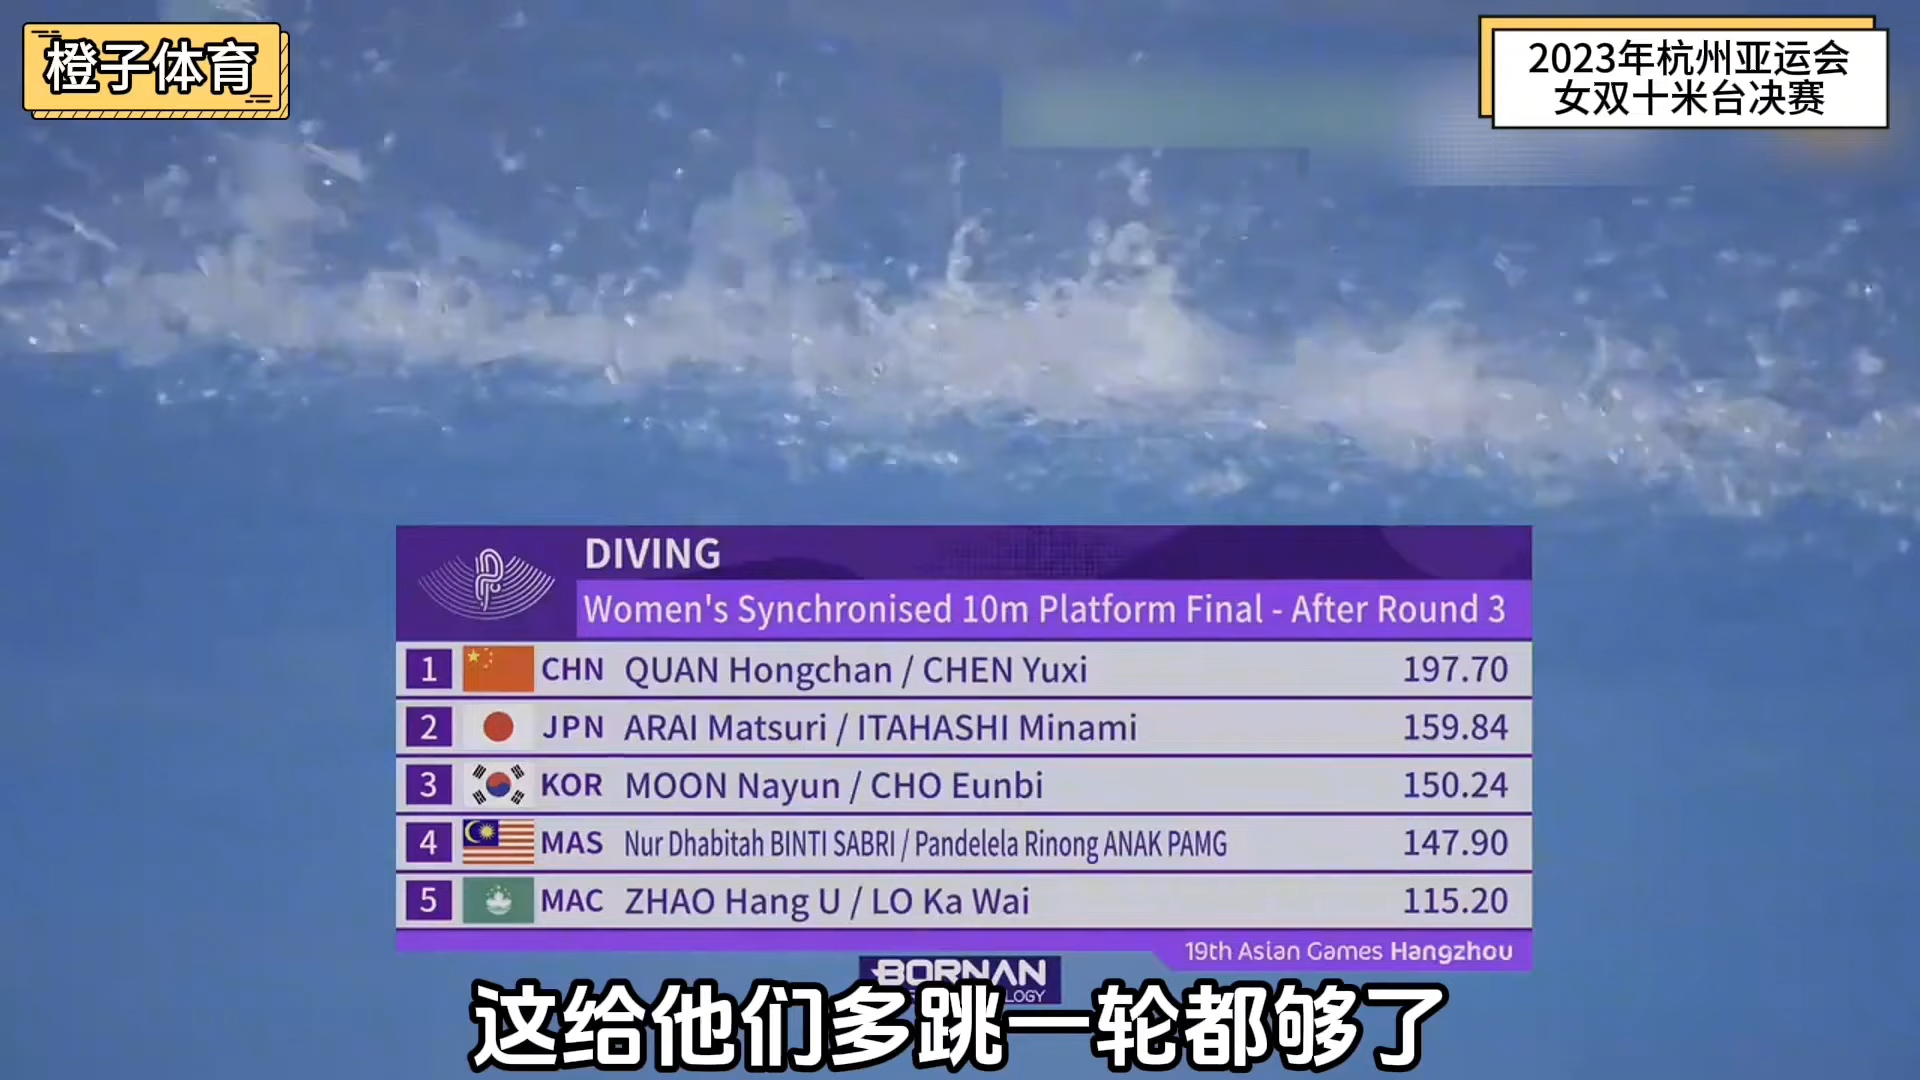 橙子体育
2023年杭州亚运会
女双十米台决赛
DIVING
Women's Synchronised 10m Platform Final - After Round 3
1 CHN QUAN Hongchan / CHEN Yuxi 197.70
2 JPN ARAI Matsuri / ITAHASHI Minami 159.84
3 KOR MOON Nayun / CHO Eunbi 150.24
4 MAS Nur Dhabitah BINTI SABRI / Pandelela Rinong ANAK PAMG 147.90
5 MAC ZHAO Hang U / LO Ka Wai 115.20
19th Asian Games Hangzhou
BORNAN
这给他们多跳一轮都够了